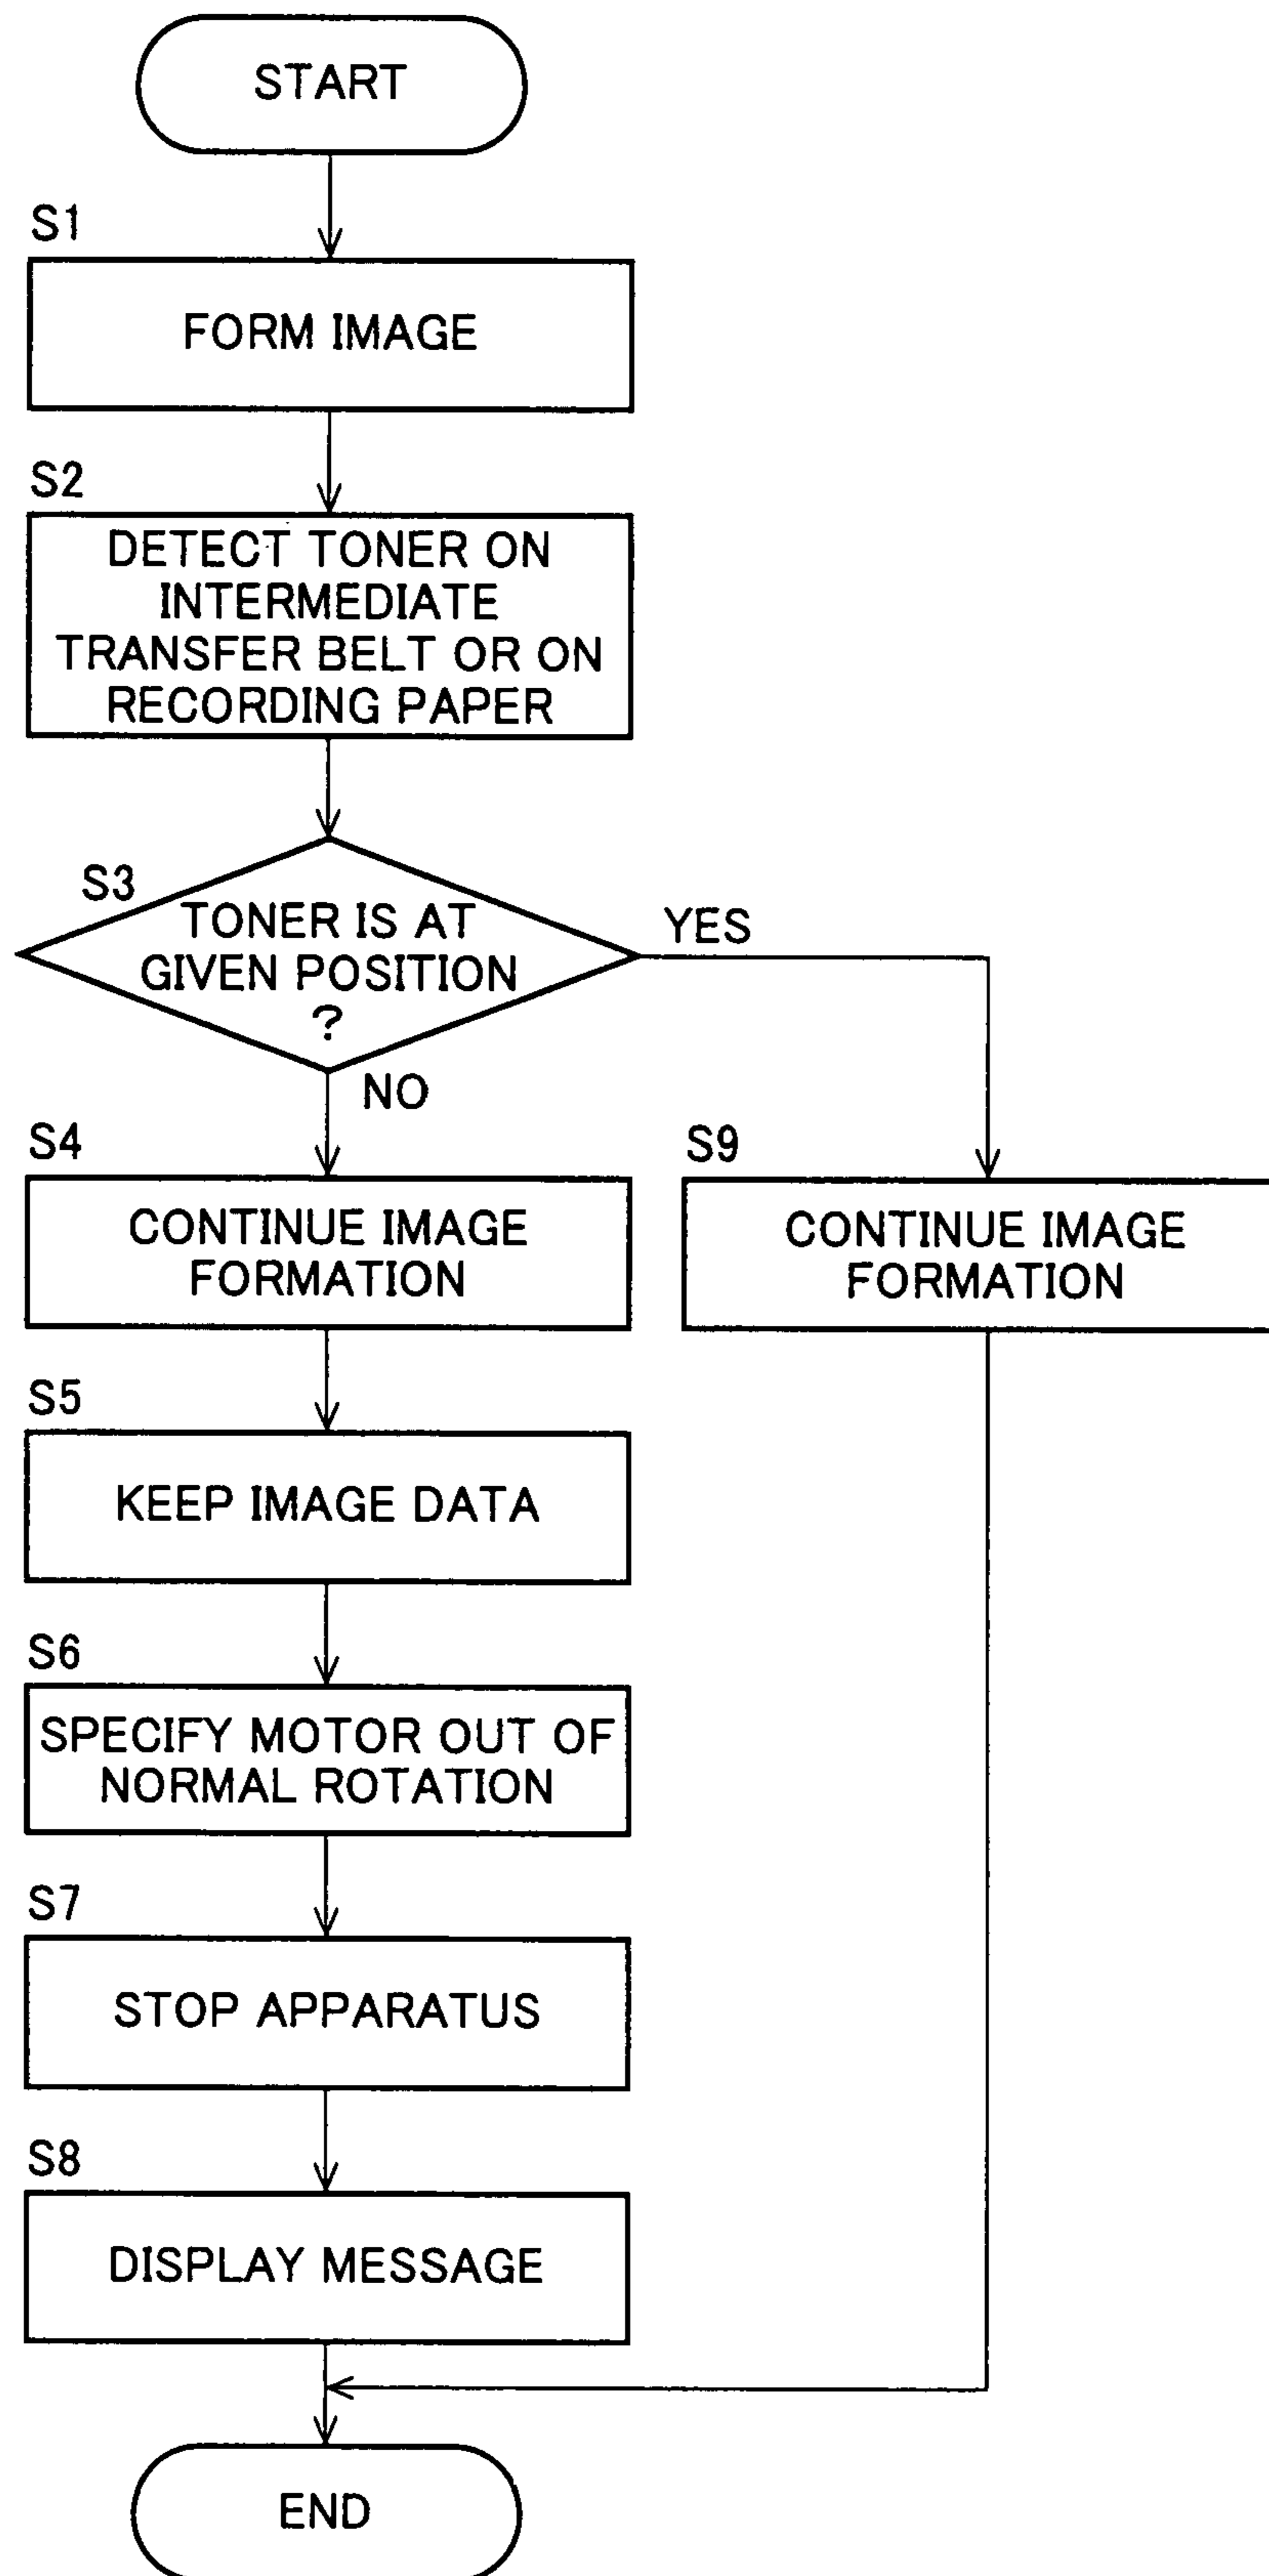 START
S1
FORM IMAGE
S2
DETECT TONER ON
INTERMEDIATE
TRANSFER BELT OR ON
RECORDING PAPER
S3
TONER IS AT
GIVEN POSITION
?
YES
NO
S4
CONTINUE IMAGE
FORMATION
S9
CONTINUE IMAGE
FORMATION
S5
KEEP IMAGE DATA
S6
SPECIFY MOTOR OUT OF
NORMAL ROTATION
S7
STOP APPARATUS
S8
DISPLAY MESSAGE
END